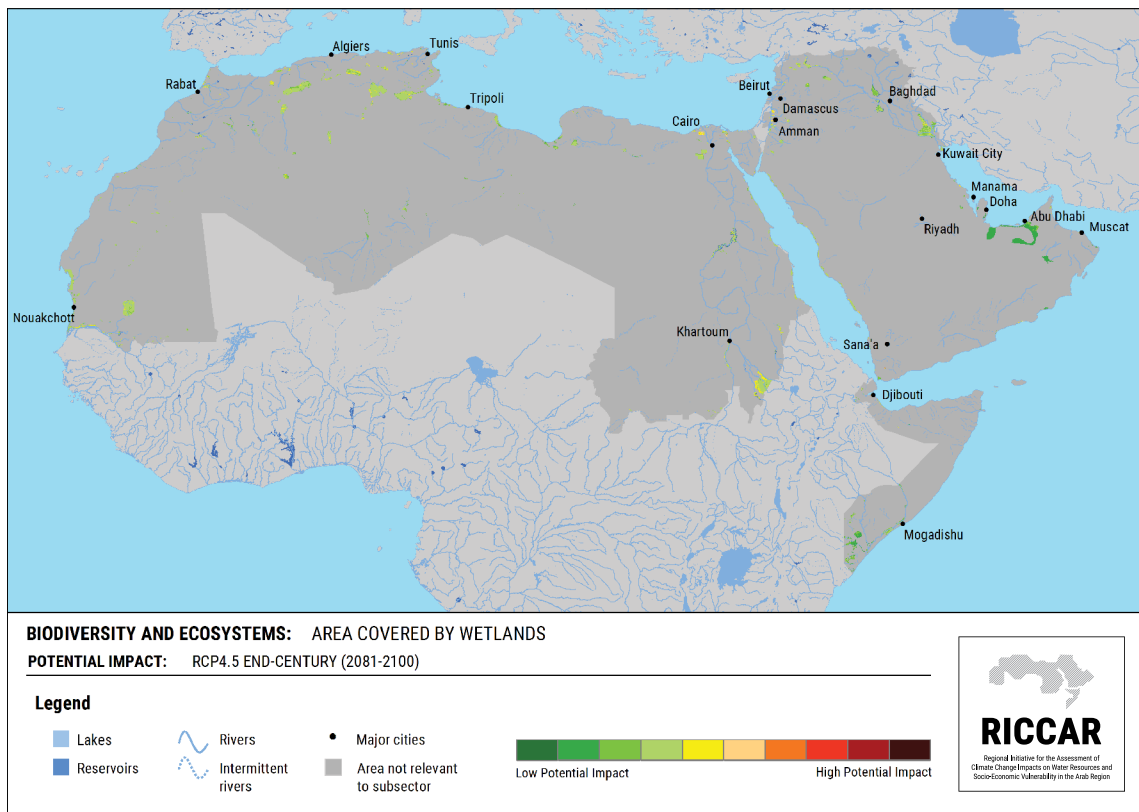 Algiers
Tunis
Rabat
Tripoli
Beirut
Damascus
Baghdad
Cairo
Amman
Kuwait City
Manama
Doha
Abu Dhabi
Muscat
Riyadh
Nouakchott
Khartoum
Sana'a
Djibouti
Mogadishu
BIODIVERSITY AND ECOSYSTEMS: AREA COVERED BY WETLANDS
POTENTIAL IMPACT: RCP4.5 END-CENTURY (2081-2100)
Legend
Lakes
Reservoirs
Rivers
Intermittent
rivers
Major cities
Area not relevant
to subsector
Low Potential Impact
High Potential Impact
RICCAR
Regional Initiative for the Assessment of
Climate Change Impacts on Water Resources and
Socio-Economic Vulnerability in the Arab Region